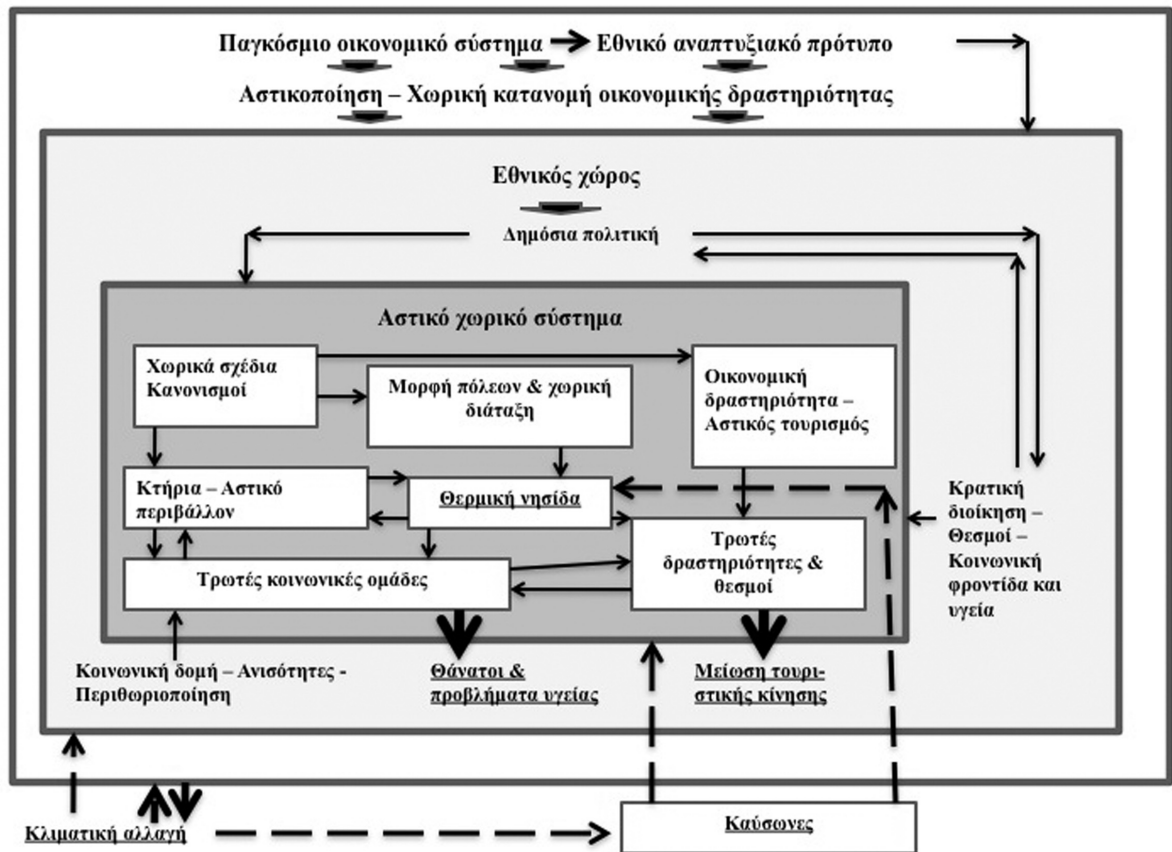 Παγκόσμιο οικονομικό σύστημα Εθνικό αναπτυξιακό πρότυπο
Αστικοποίηση – Χωρική κατανομή οικονομικής δραστηριότητας
Εθνικός χώρος
Δημόσια πολιτική
Αστικό χωρικό σύστημα
Χωρικά σχέδια
Κανονισμοί
Μορφή πόλεων & χωρική
διάταξη
Οικονομική
δραστηριότητα –
Αστικός τουρισμός
Κτήρια – Αστικό
περιβάλλον
Θερμική νησίδα
Τρωτές κοινωνικές ομάδες
Τρωτές
δραστηριότητες &
θεσμοί
Κρατική
διοίκηση –
Θεσμοί –
Κοινωνική
φροντίδα και
υγεία
Κοινωνική δομή – Ανισότητες -
Περιθωριοποίηση
Θάνατοι &
προβλήματα υγείας
Μείωση τουρι-
στικής κίνησης
Κλιματική αλλαγή
Καύσωνες